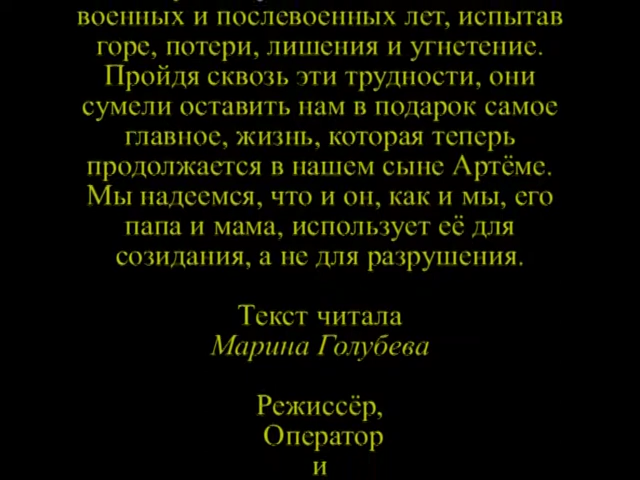 военных и послевоенных лет, испытав
горе, потери, лишения и угнетение.
Пройдя сквозь эти трудности, они
сумели оставить нам в подарок самое
главное, жизнь, которая теперь
продолжается в нашем сыне Артёме.
Мы надеемся, что и он, как и мы, его
папа и мама, использует её для
созидания, а не для разрушения.
Текст читала
Марина Голубева
Режиссёр,
Оператор
и